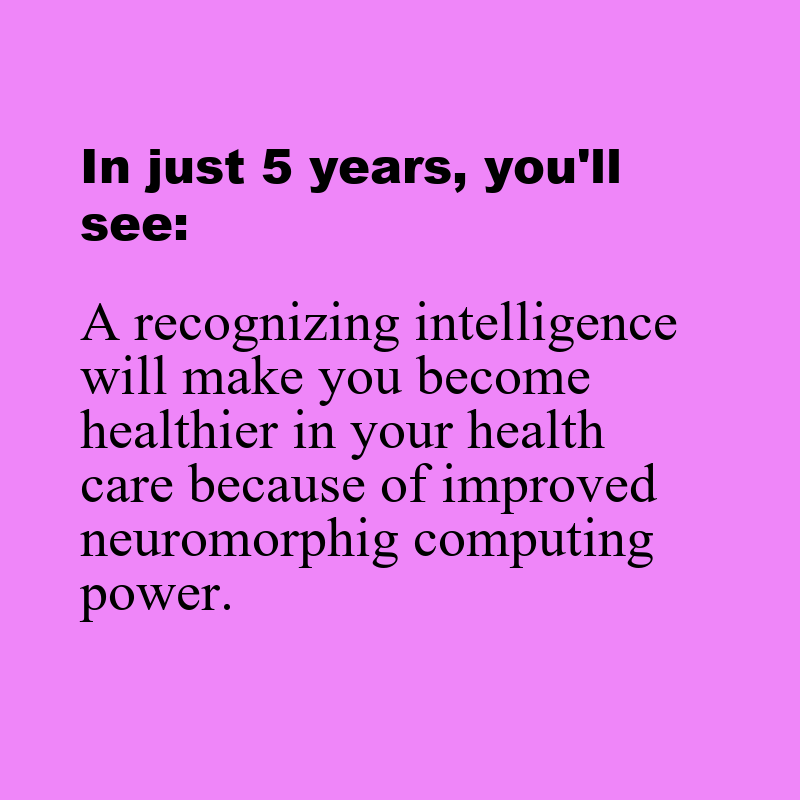 In just 5 years, you'll
see:
A recognizing intelligence
will make you become
healthier in your health
care because of improved
neuromorphig computing
power.